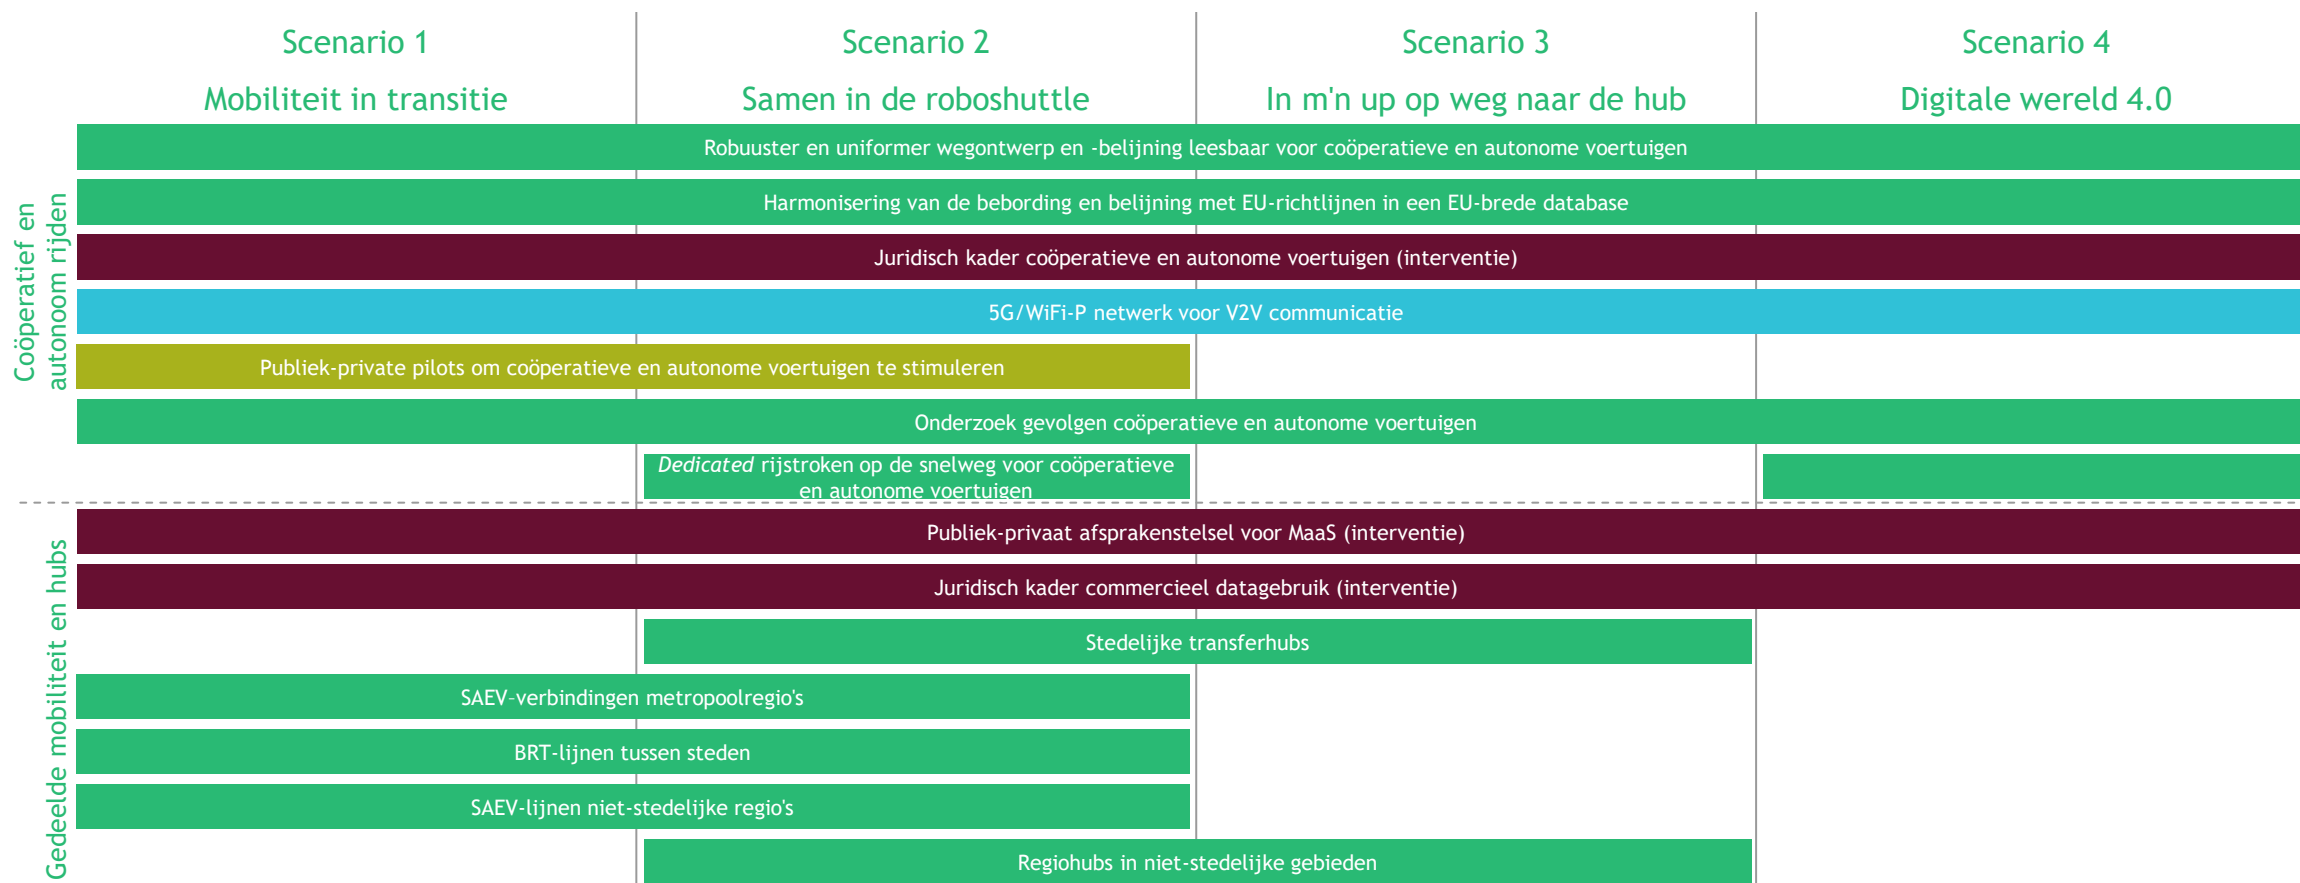 Scenario 1
Scenario 2
Scenario 3
Scenario 4
Mobiliteit in transitie
Samen in de roboshuttle
In m'n up op weg naar de hub
Digitale wereld 4.0
Coöperatief en
autonoom rijden
Robuuster en uniformer wegontwerp en -belijning leesbaar voor coöperatieve en autonome voertuigen
Harmonisering van de bebording en belijning met EU-richtlijnen in een EU-brede database
Juridisch kader coöperatieve en autonome voertuigen (interventie)
5G/WiFi-P netwerk voor V2V communicatie
Publiek-private pilots om coöperatieve en autonome voertuigen te stimuleren
Onderzoek gevolgen coöperatieve en autonome voertuigen
Dedicated rijstroken op de snelweg voor coöperatieve
en autonome voertuigen
Gedeelde mobiliteit en hubs
Publiek-privaat afsprakenstelsel voor MaaS (interventie)
Juridisch kader commercieel datagebruik (interventie)
Stedelijke transferhubs
SAEV-verbindingen metropoolregio's
BRT-lijnen tussen steden
SAEV-lijnen niet-stedelijke regio's
Regiohubs in niet-stedelijke gebieden